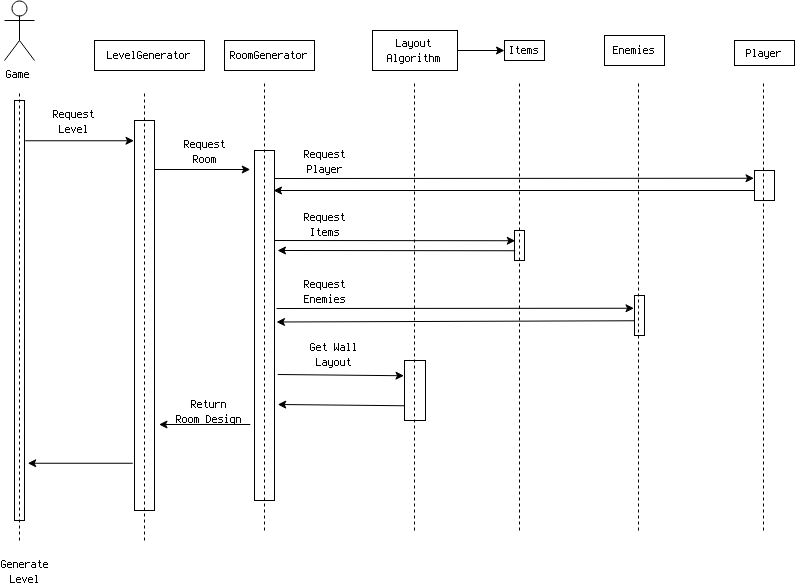 Game
LevelGenerator
RoomGenerator
Layout
Algorithm
Items
Enemies
Player
Request
Level
Request
Room
Request
Player
Request
Items
Request
Enemies
Get Wall
Layout
Return
Room Design
Generate
Level